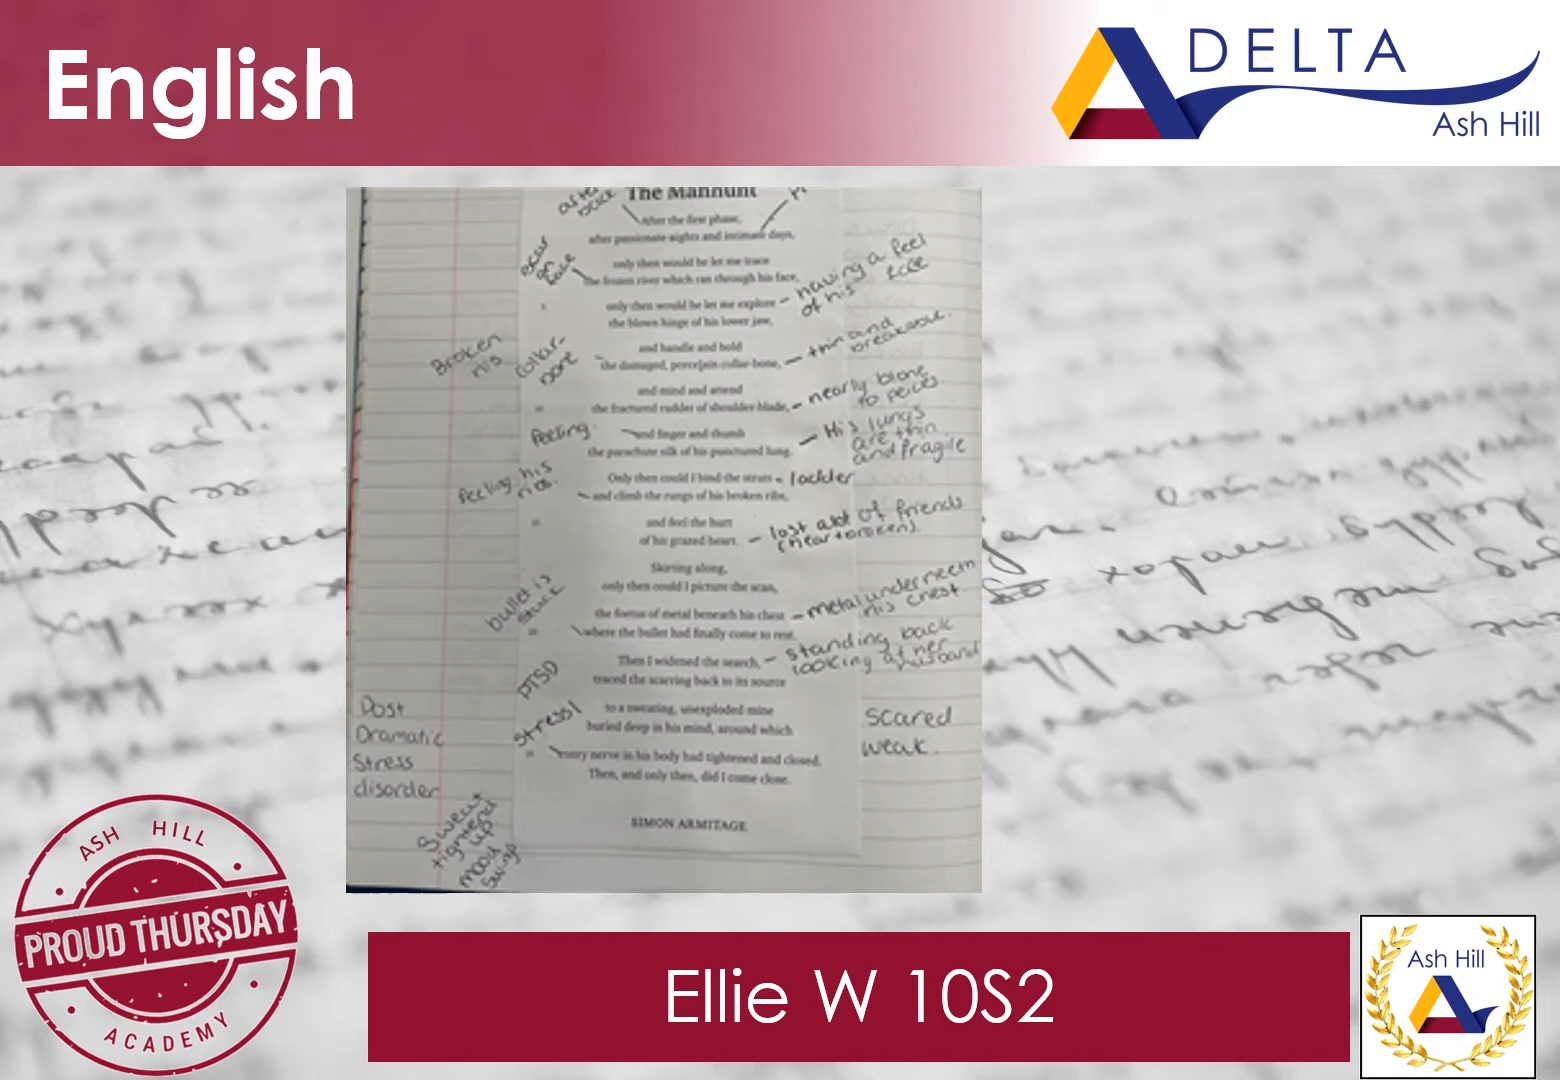 English
DELTA
Ash Hill
The Manhunt
after
back
After the first phase,
after passionate nights and intimate days,
scar
on
face
only then would he let me trace
the frozen river which ran through his face,
only then would he let me explore - having a feel
of his face
the blown hinge of his lower jaw,
Broken
his
collar-
bone
and handle and hold
the damaged, porcelain collar-bone, - thin and
breakable.
and mind and attend
the fractured rudder of shoulder-blade, - nearly blone
to peices
feeling
and finger and thumb
the parachute silk of his punctured lung. - His lungs
are thin
and fragile
feeling his
ribs.
Only then could I bind the struts - ladder
and climb the rungs of his broken ribs,
and feel the hurt
of his grazed heart. - lost alot of friends
(heartbroken).
Skirting along,
only then could I picture the scan,
bullet is
stuck
the foetus of metal beneath his chest - metal underneeth
his chest
where the bullet had finally come to rest.
Then I widened the search, - standing back
looking at her
husband
traced the scarring back to its source
PTSD
Stress!
Post
Dramatic
Stress
disorder
to a sweating, unexploded mine
buried deep in his mind, around which
scared
weak.
every nerve in his body had tightened and closed.
Then, and only then, did I come close.
Sweat
tightend
up
mood
swings
SIMON ARMITAGE
ASH HILL
PROUD THURSDAY
ACADEMY
Ellie W 10S2
Ash Hill